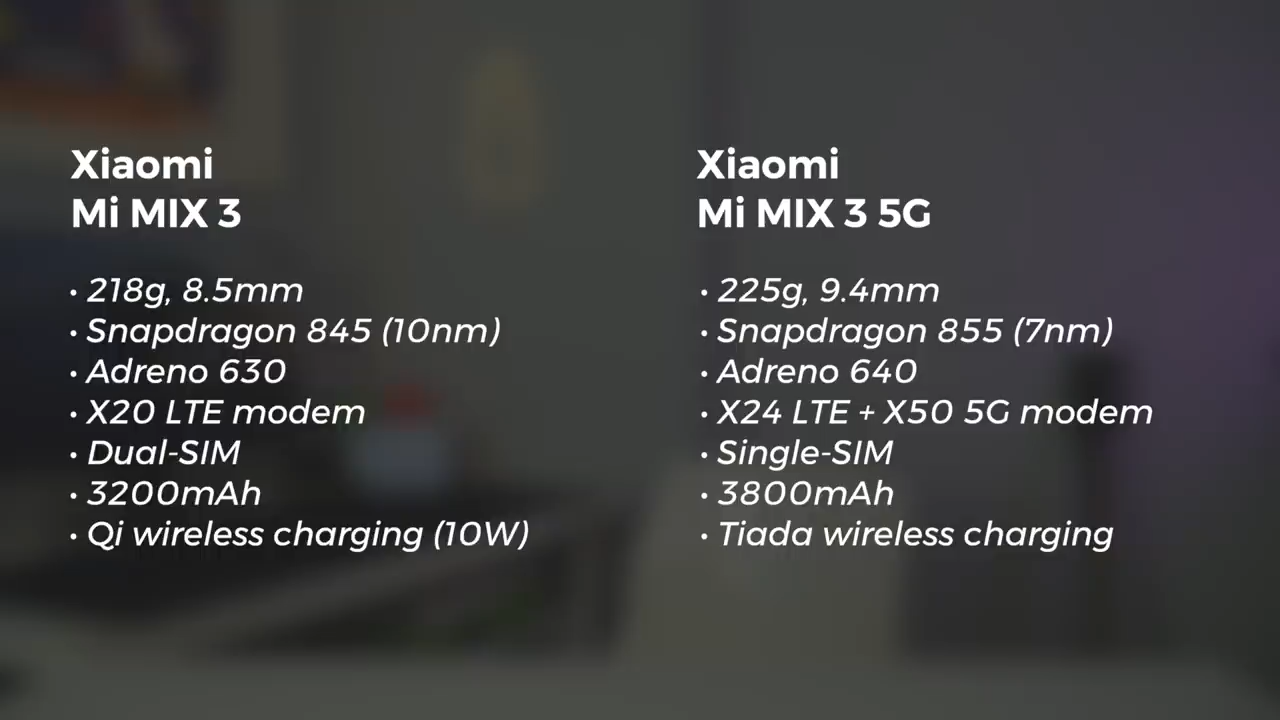 Xiaomi
Mi MIX 3
• 218g, 8.5mm
• Snapdragon 845 (10nm)
• Adreno 630
• X20 LTE modem
• Dual-SIM
• 3200mAh
• Qi wireless charging (10W)
Xiaomi
Mi MIX 3 5G
• 225g, 9.4mm
• Snapdragon 855 (7nm)
• Adreno 640
• X24 LTE + X50 5G modem
• Single-SIM
• 3800mAh
• Tiada wireless charging